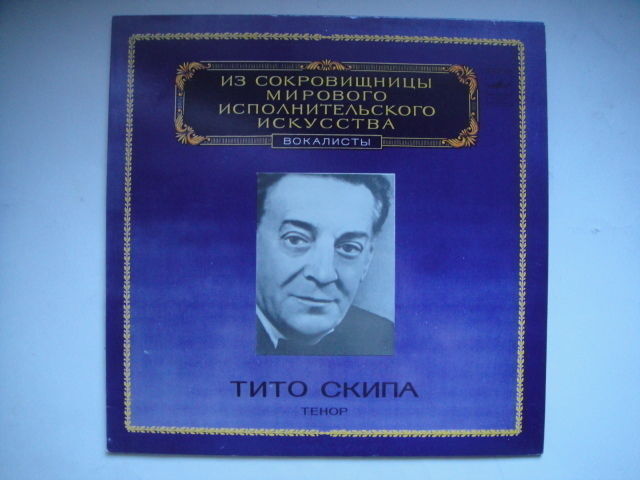 ИЗ СОКРОВИЩНИЦЫ
МИРОВОГО
ИСПОЛНИТЕЛЬСКОГО
ИСКУССТВА
ВОКАЛИСТЫ
ТИТО СКИПА
ТЕНОР